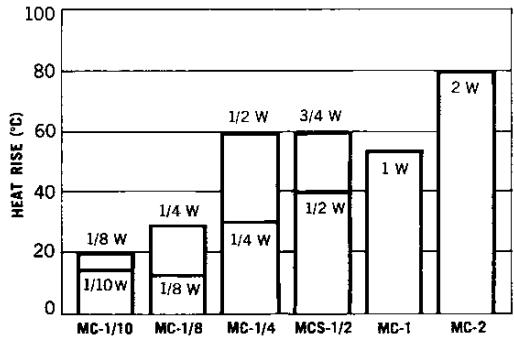 HEAT RISE (°C)
100
80
60
40
20
0
1/8 W
1/10 W
1/4 W
1/8 W
1/2 W
1/4 W
3/4 W
1/2 W
1 W
2 W
MC-1/10 MC-1/8 MC-1/4 MCS-1/2 MC-1 MC-2